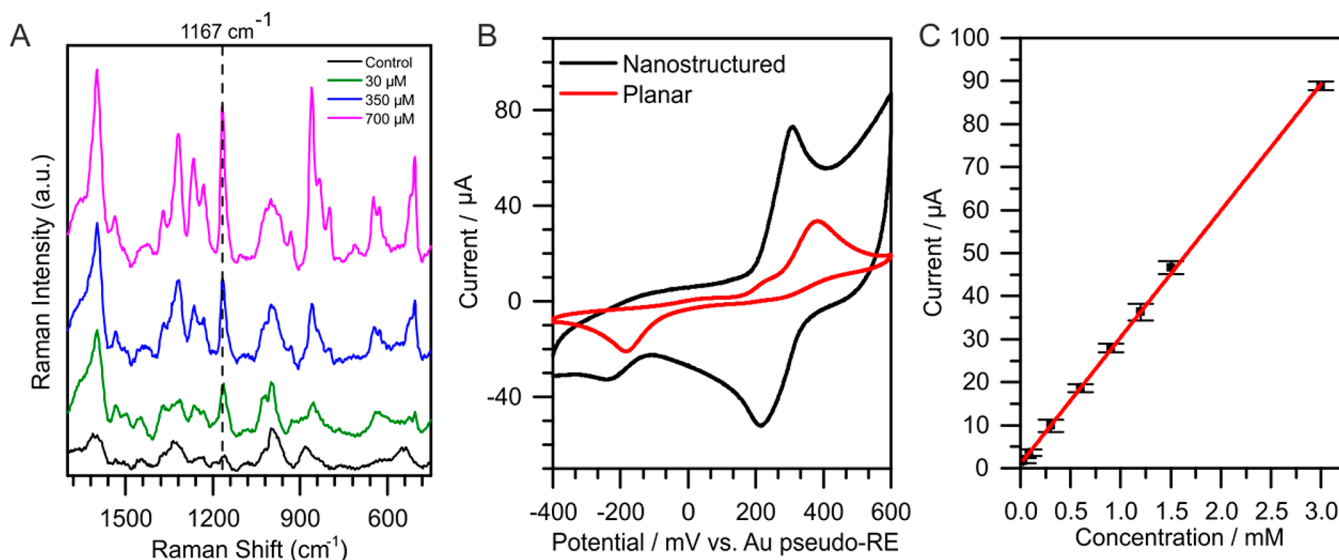 A
1167 cm-1
Control
30 µM
350 µM
700 µM
Raman Intensity (a.u.)
1500 1200 900 600
Raman Shift (cm-1)
B
Nanostructured
Planar
80
40
0
-40
Current / µA
-400 -200 0 200 400 600
Potential / mV vs. Au pseudo-RE
C
100
90
80
70
60
50
40
30
20
10
0
Current / µA
0.0 0.5 1.0 1.5 2.0 2.5 3.0
Concentration / mM